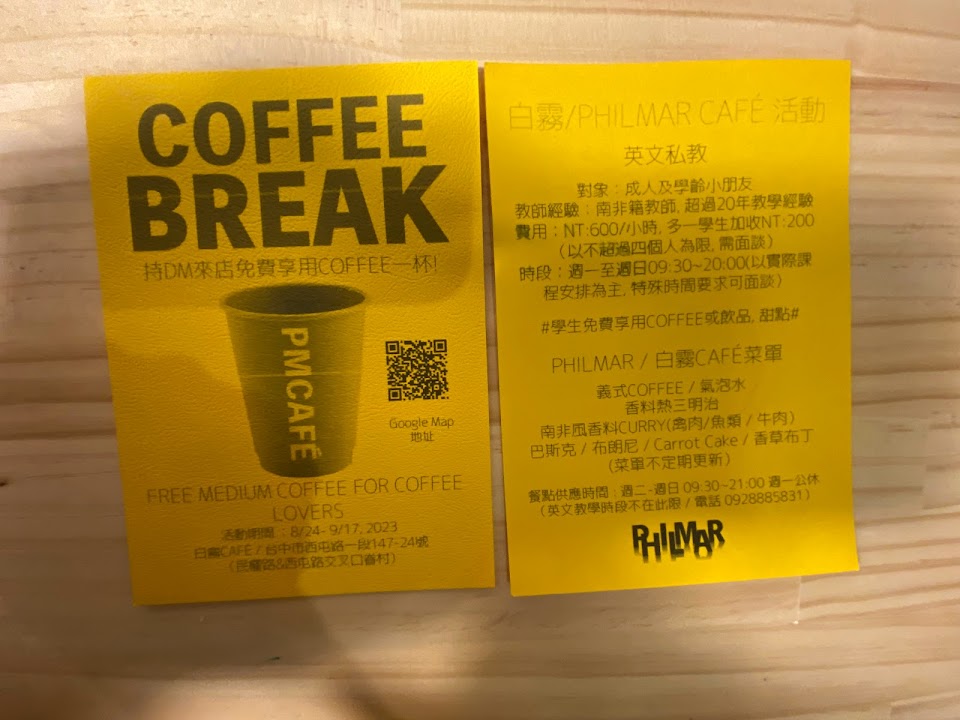 COFFEE
BREAK
持DM來店免費享用COFFEE一杯!
PMCAFÉ
Google Map
地址
FREE MEDIUM COFFEE FOR COFFEE
LOVERS
活動期間 : 8/24- 9/17, 2023
白霧CAFÉ / 台中市西屯路一段147-24號
（民權路&西屯路交叉口眷村）
白霧/PHILMAR CAFÉ 活動
英文私教
對象 : 成人及學齡小朋友
教師經驗 : 南非籍教師, 超過20年教學經驗
費用 : NT:600/小時, 多一學生加收NT:200
（以不超過四個人為限, 需面談）
時段 : 週一至週日09:30~20:00(以實際課
程安排為主, 特殊時間要求可面談）
#學生免費享用COFFEE或飲品, 甜點#
PHILMAR / 白霧CAFÉ菜單
義式COFFEE / 氣泡水
香料熱三明治
南非風香料CURRY(禽肉/魚類 / 牛肉)
巴斯克 / 布朗尼 / Carrot Cake / 香草布丁
(菜單不定期更新)
餐點供應時間 : 週二-週日 09:30~21:00 週一公休
（英文教學時段不在此限 / 電話 0928885831）
PHILMAR